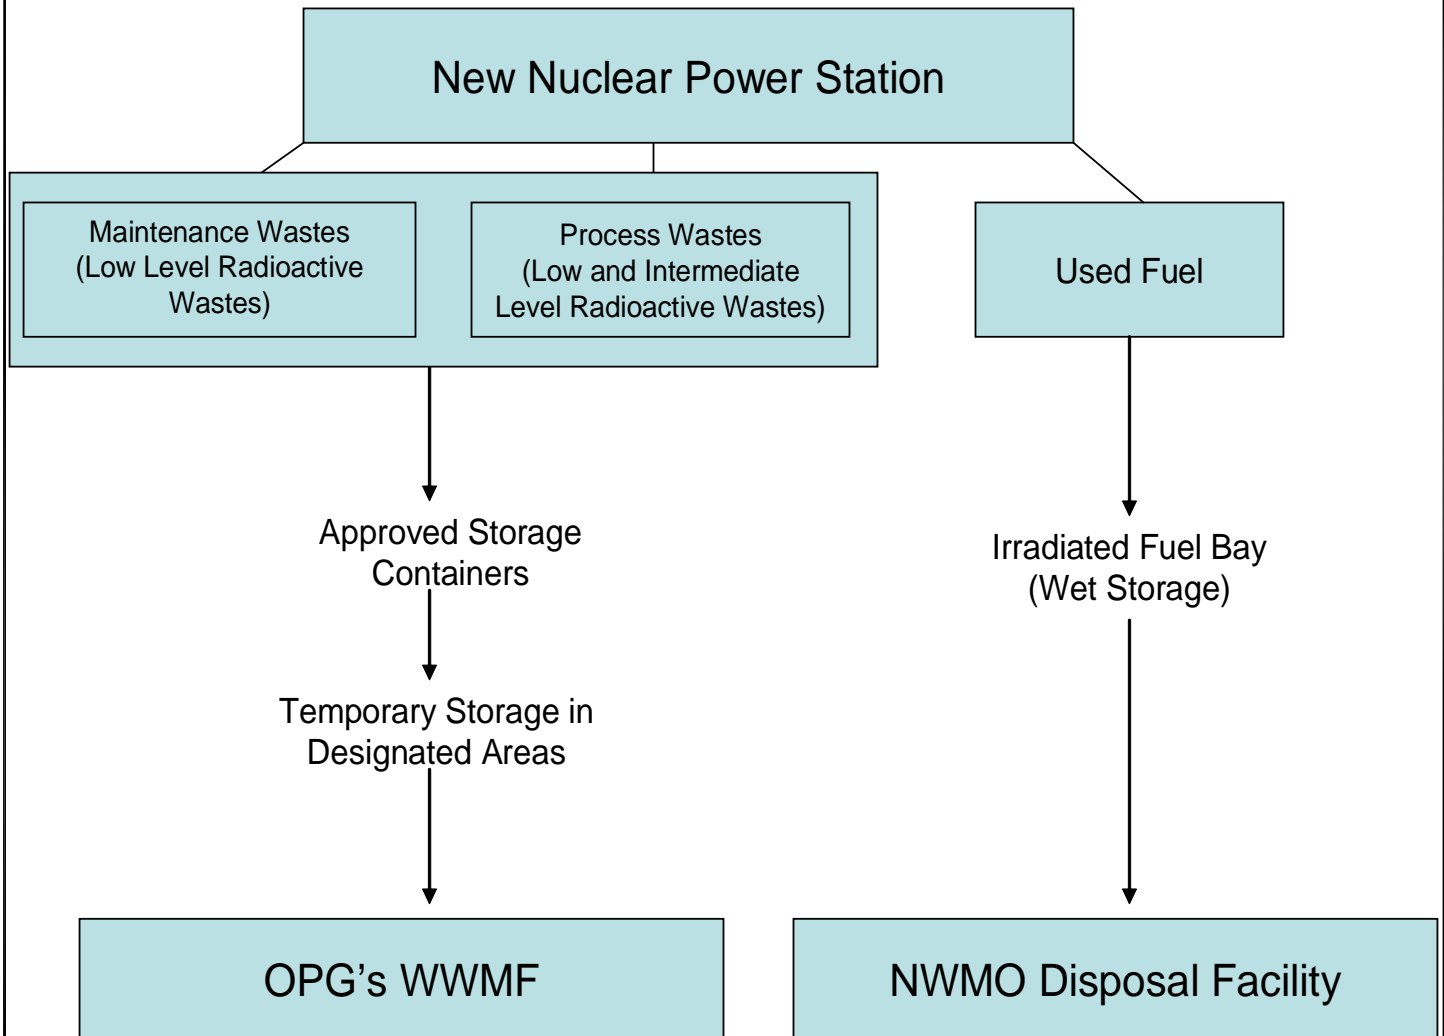 New Nuclear Power Station
Maintenance Wastes
(Low Level Radioactive
Wastes)
Process Wastes
(Low and Intermediate
Level Radioactive Wastes)
Used Fuel
Approved Storage
Containers
Irradiated Fuel Bay
(Wet Storage)
Temporary Storage in
Designated Areas
OPG’s WWMF
NWMO Disposal Facility